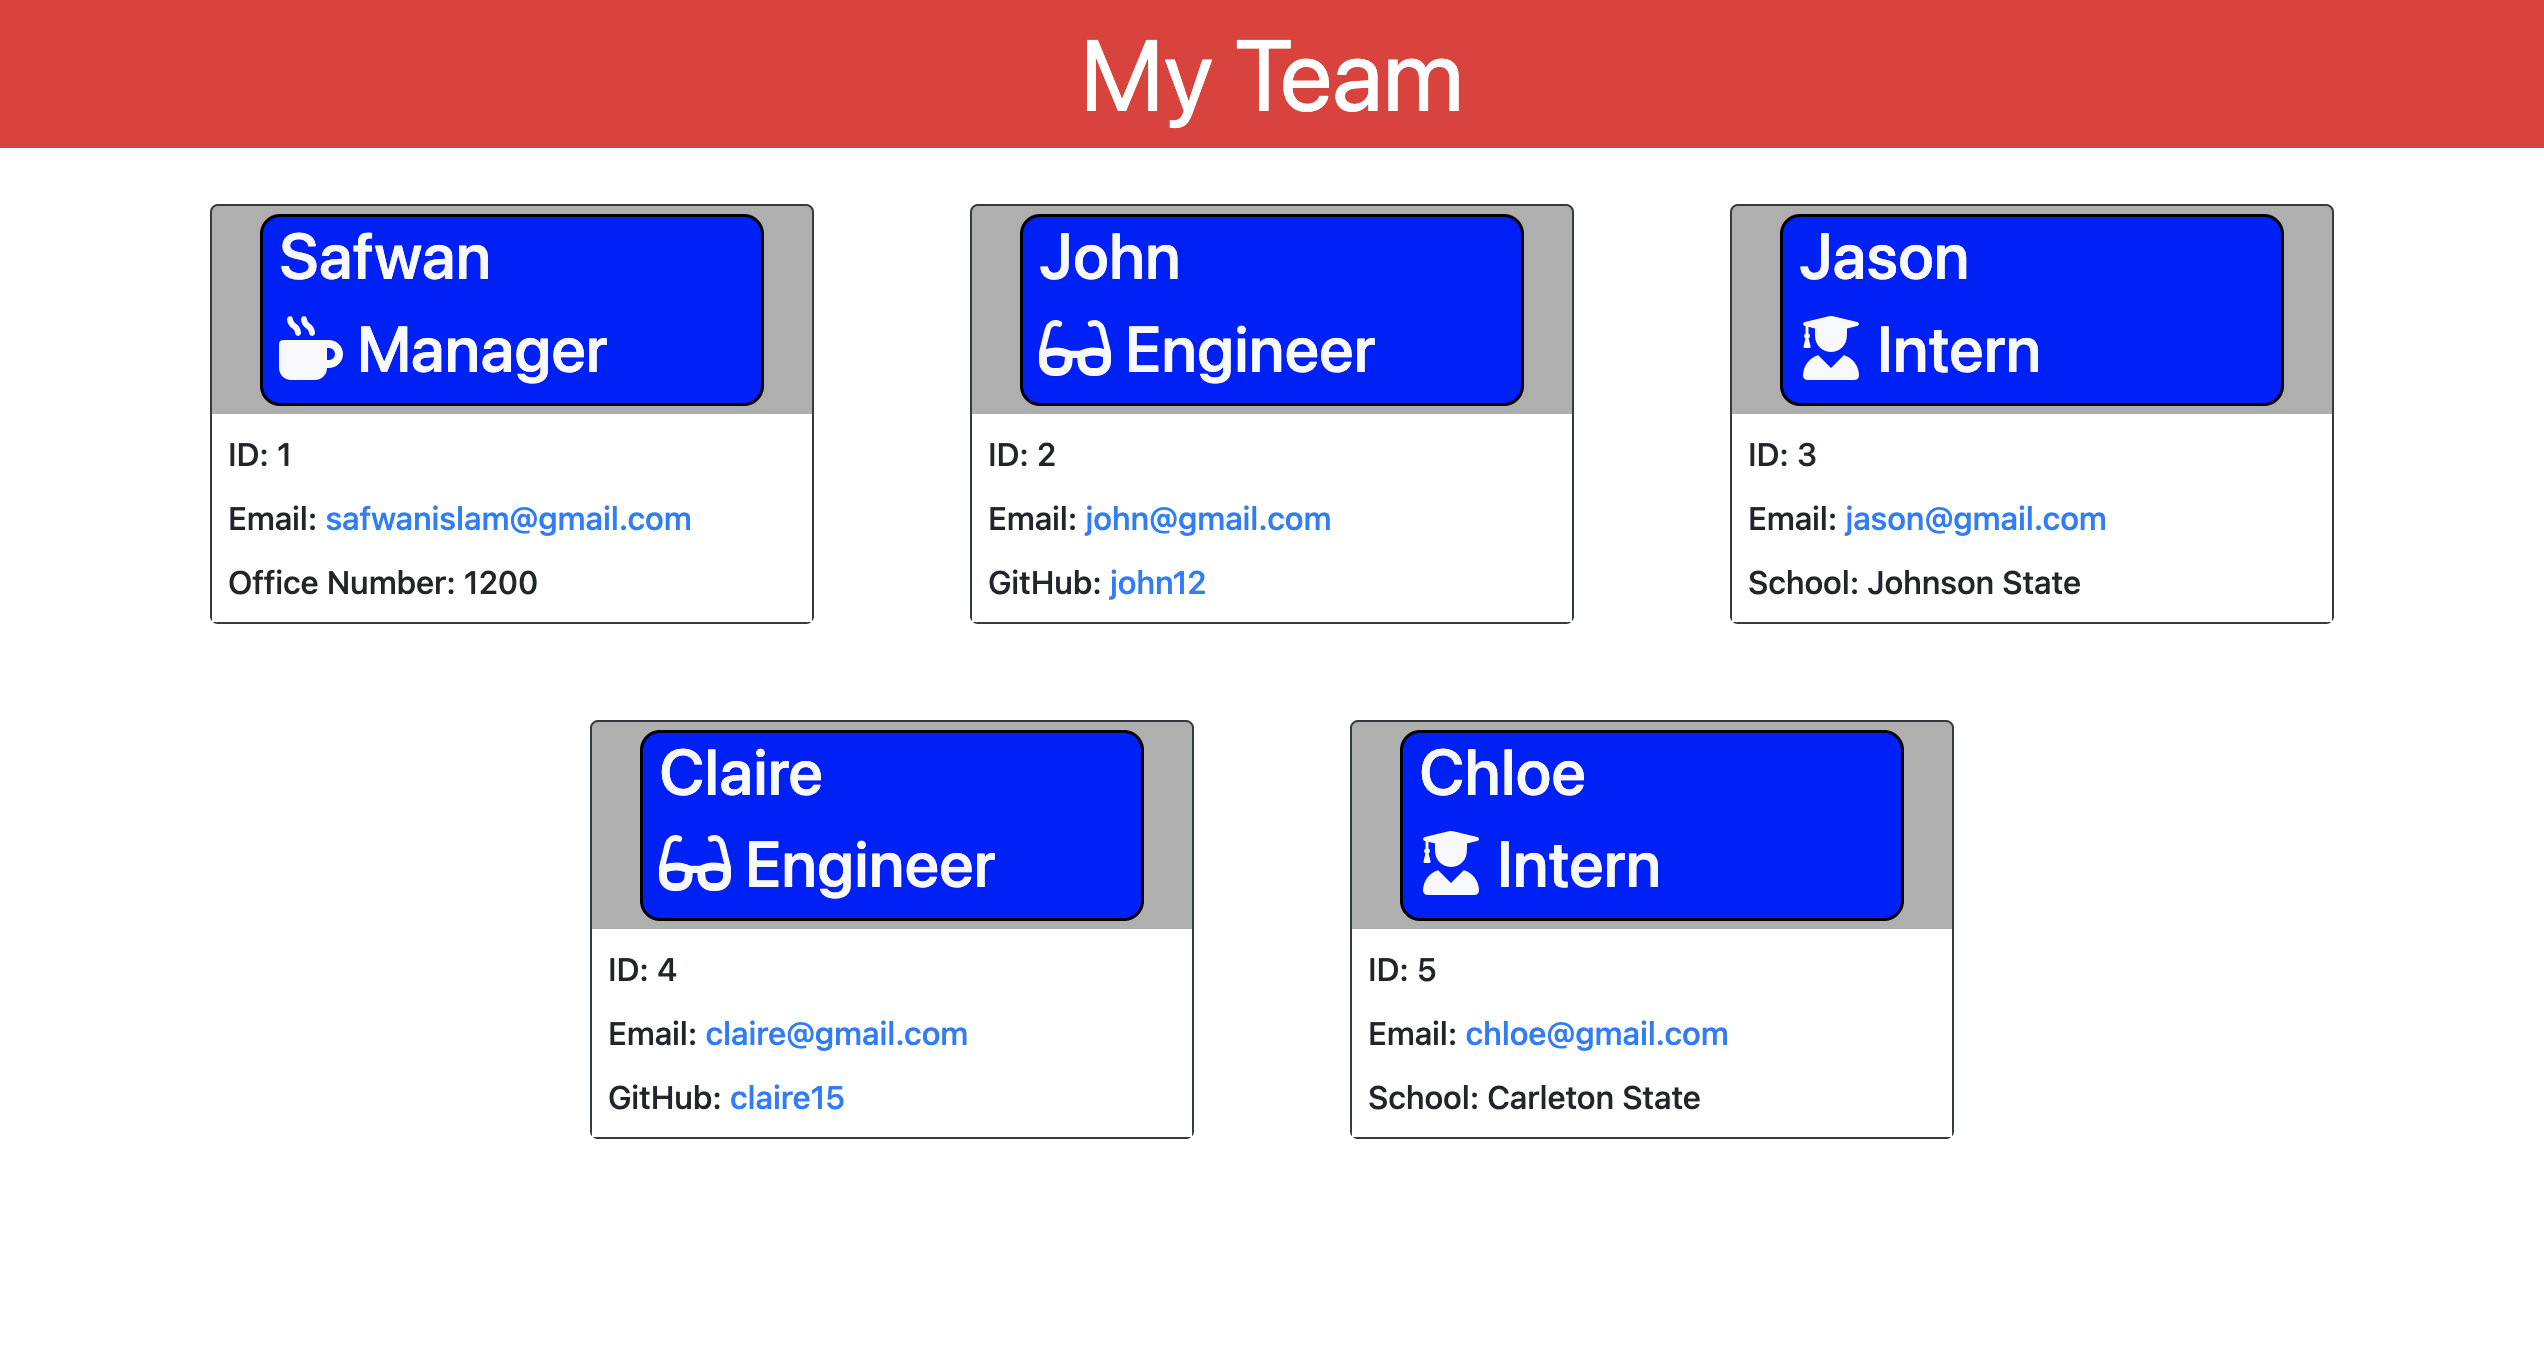 My Team
Safwan
Manager
ID: 1
Email: safwanislam@gmail.com
Office Number: 1200
John
Engineer
ID: 2
Email: john@gmail.com
GitHub: john12
Jason
Intern
ID: 3
Email: jason@gmail.com
School: Johnson State
Claire
Engineer
ID: 4
Email: claire@gmail.com
GitHub: claire15
Chloe
Intern
ID: 5
Email: chloe@gmail.com
School: Carleton State